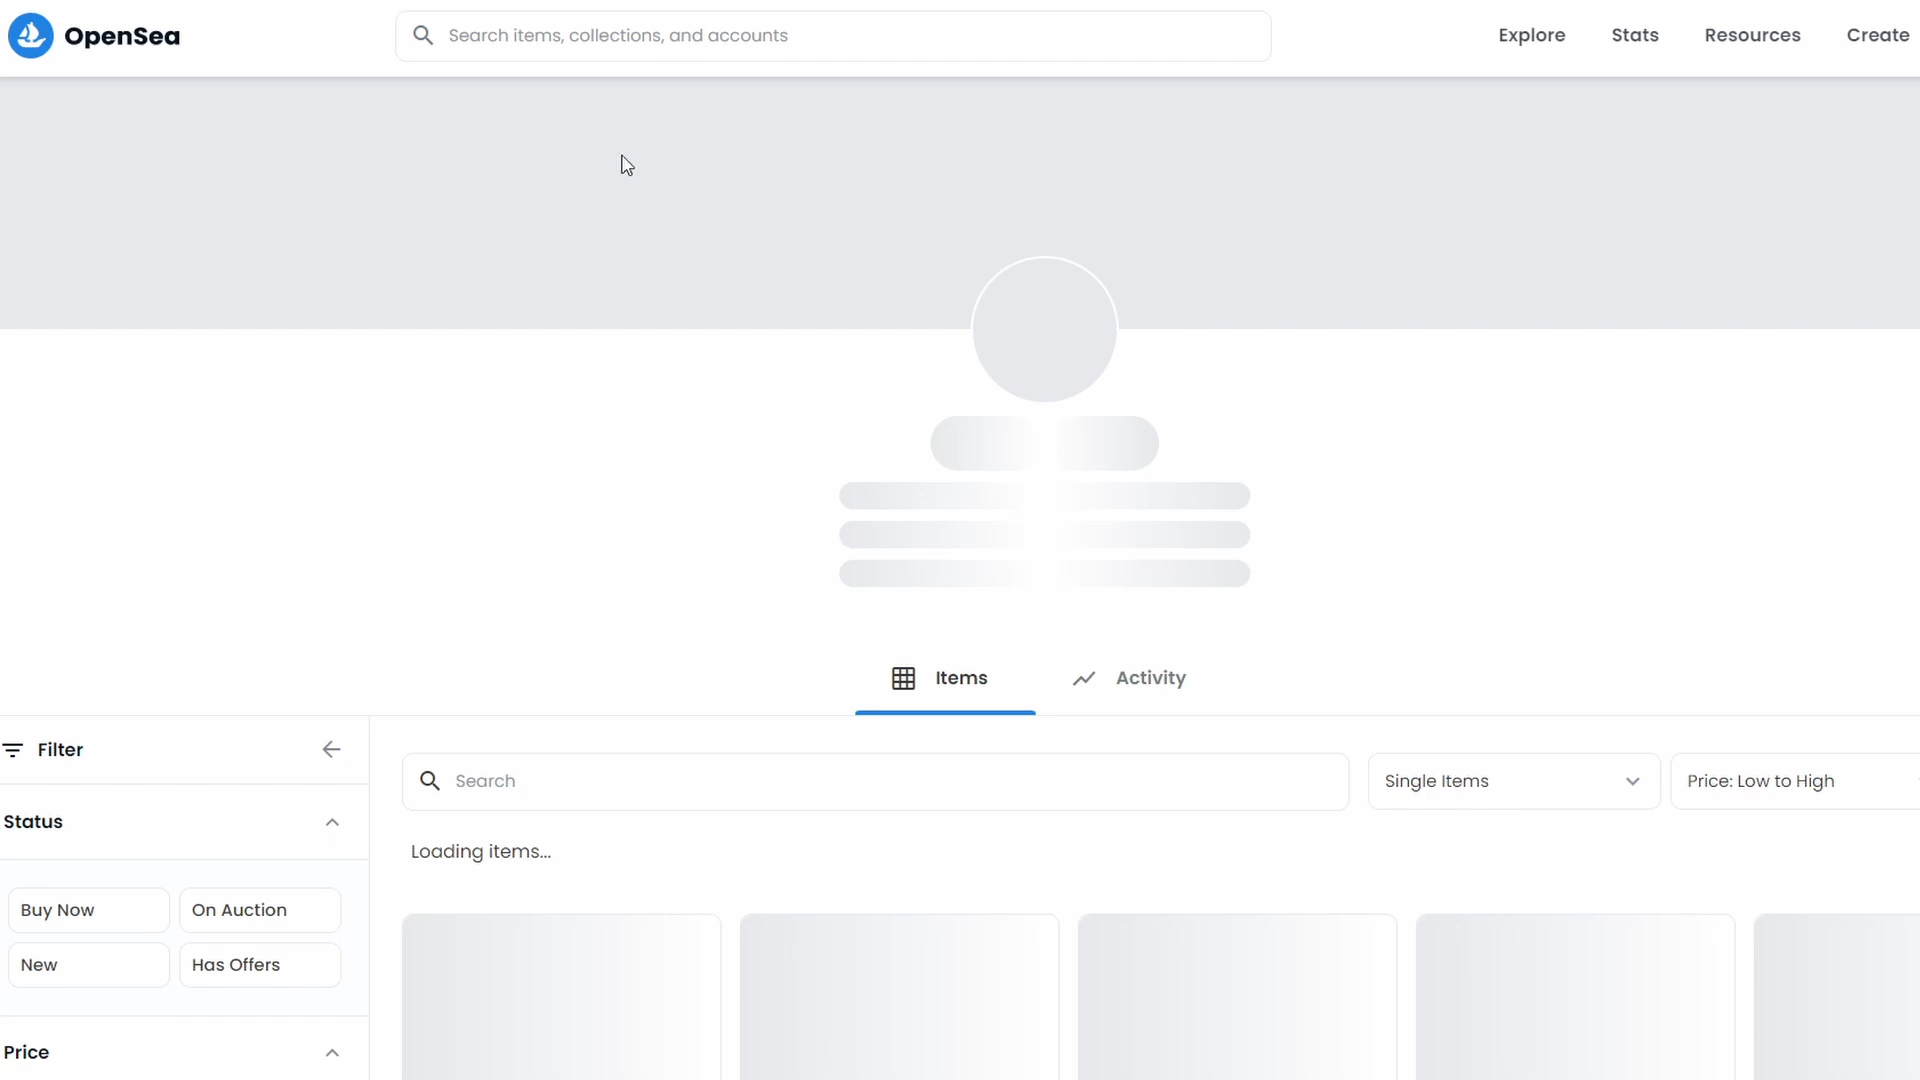 OpenSea
Search items, collections, and accounts
Explore
Stats
Resources
Create
Items
Activity
Filter
Search
Single Items
Price: Low to High
Status
Loading items...
Buy Now
On Auction
New
Has Offers
Price